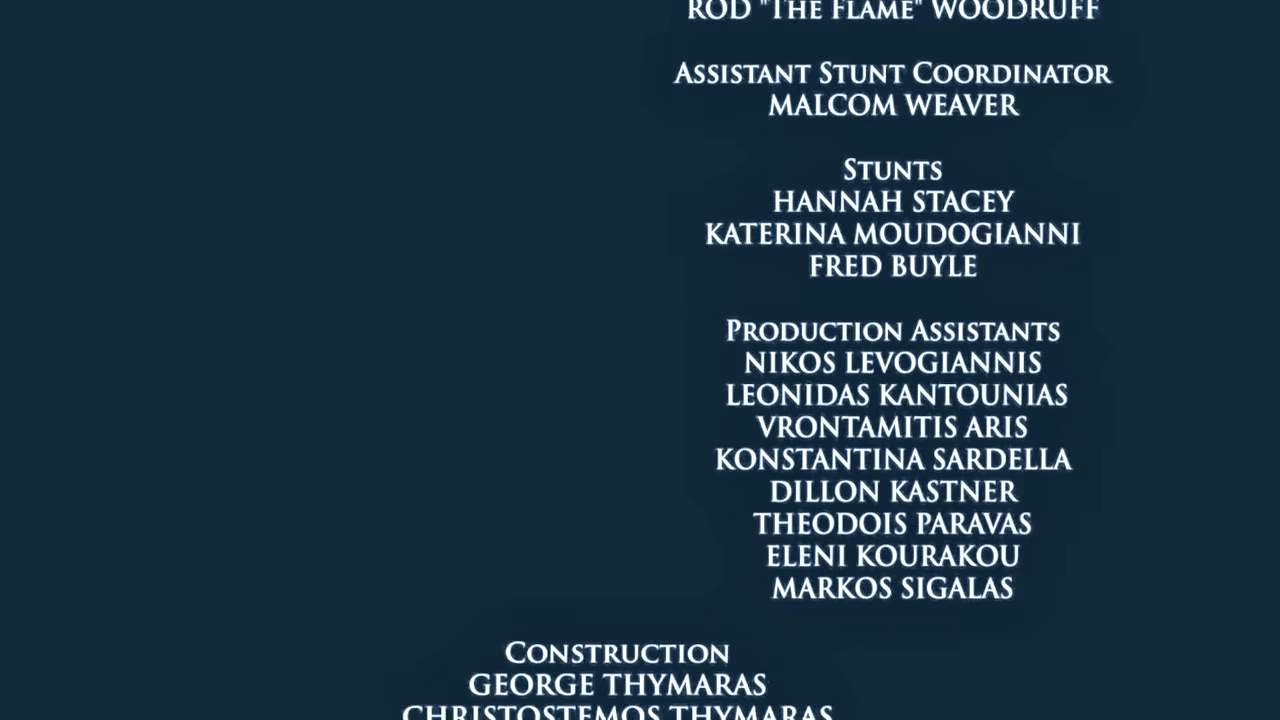 ROD "THE FLAME" WOODRUFF
ASSISTANT STUNT COORDINATOR
MALCOM WEAVER
STUNTS
HANNAH STACEY
KATERINA MOUDOGIANNI
FRED BUYLE
PRODUCTION ASSISTANTS
NIKOS LEVOGIANNIS
LEONIDAS KANTOUNIAS
VRONTAMITIS ARIS
KONSTANTINA SARDELLA
DILLON KASTNER
THEODOIS PARAVAS
ELENI KOURAKOU
MARKOS SIGALAS
CONSTRUCTION
GEORGE THYMARAS
CHRISTOSTEMOS THYMARAS